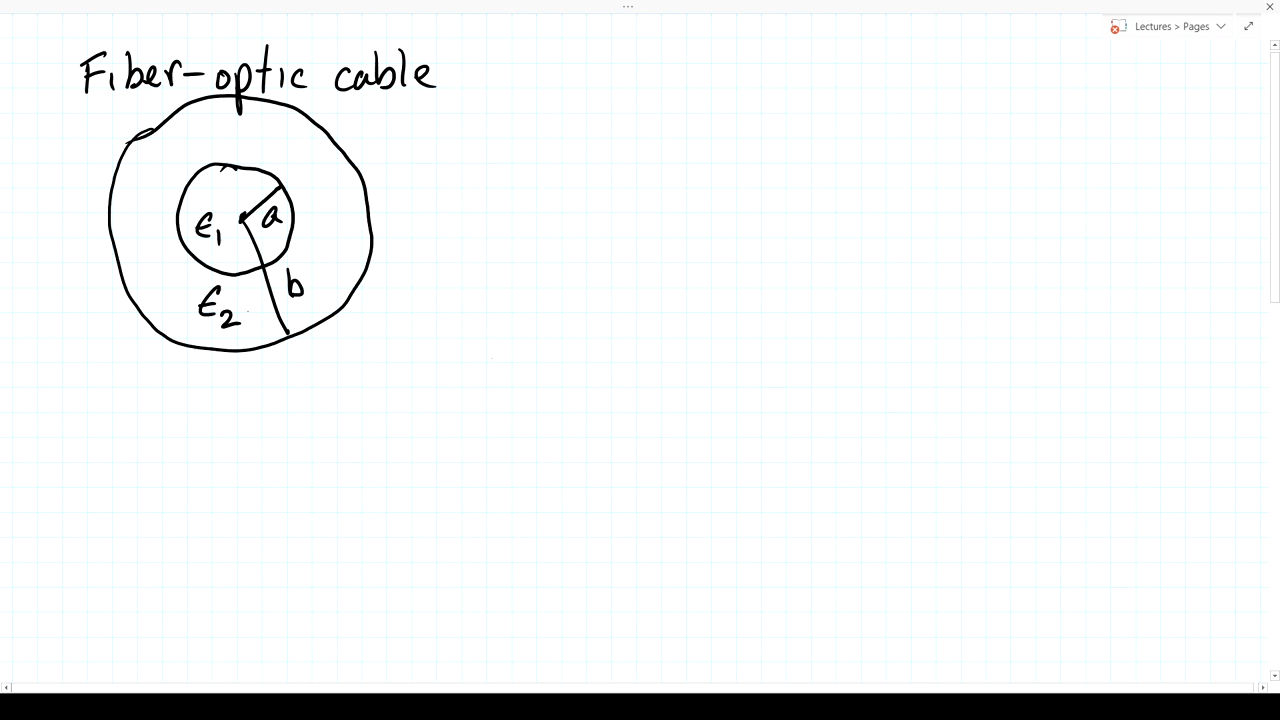 Lectures > Pages
Fiber-optic cable
ϵ₁ a
b
ϵ₂